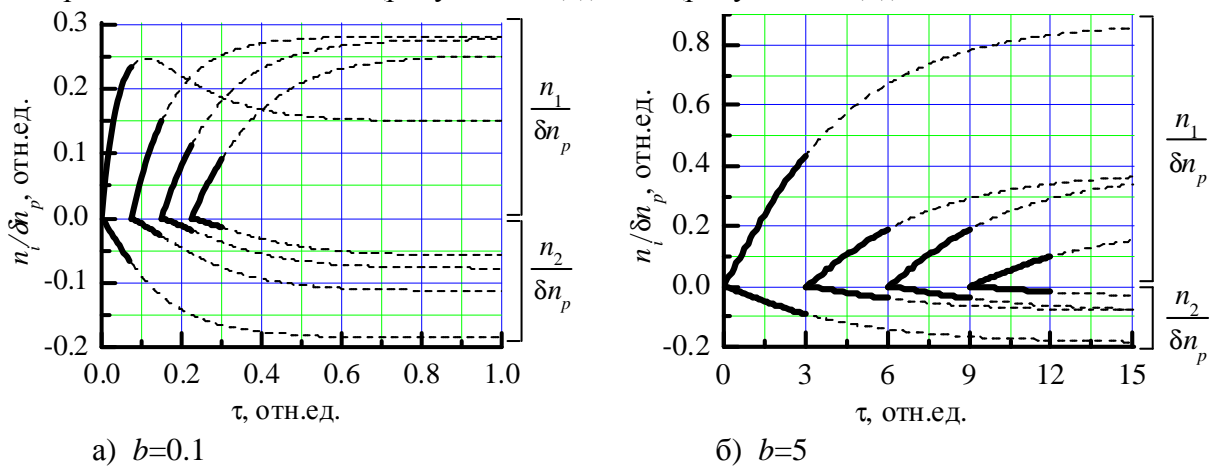 0.3
0.2
0.1
0.0
-0.1
-0.2
0.0 0.2 0.4 0.6 0.8 1.0
n_i/δn_p, отн.ед.
τ, отн.ед.
n_1
δn_p
n_2
δn_p
а) b=0.1
0.8
0.6
0.4
0.2
0.0
-0.2
0 3 6 9 12 15
n_i/δn_p, отн.ед.
τ, отн.ед.
n_1
δn_p
n_2
δn_p
б) b=5